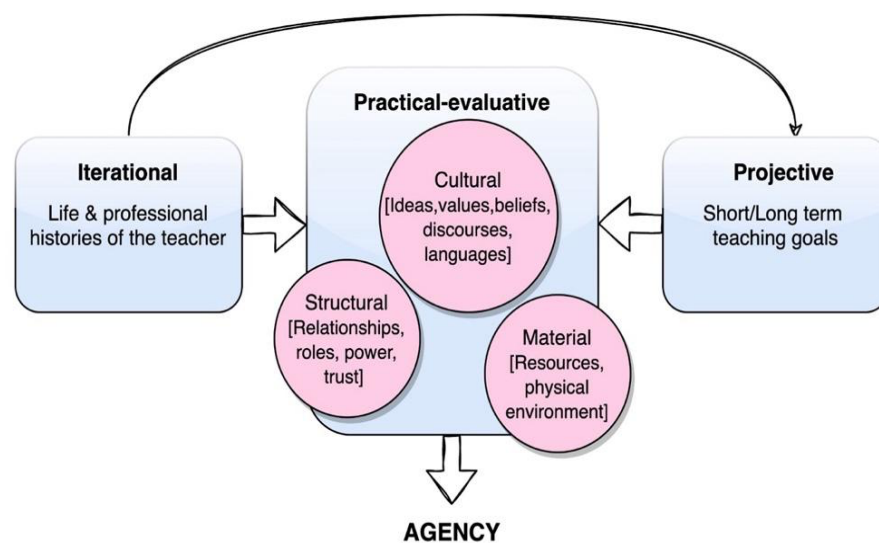 Practical-evaluative
Iterational
Life & professional
histories of the teacher
Cultural
[Ideas,values,beliefs,
discourses,
languages]
Structural
[Relationships,
roles, power,
trust]
Material
[Resources,
physical
environment]
Projective
Short/Long term
teaching goals
AGENCY